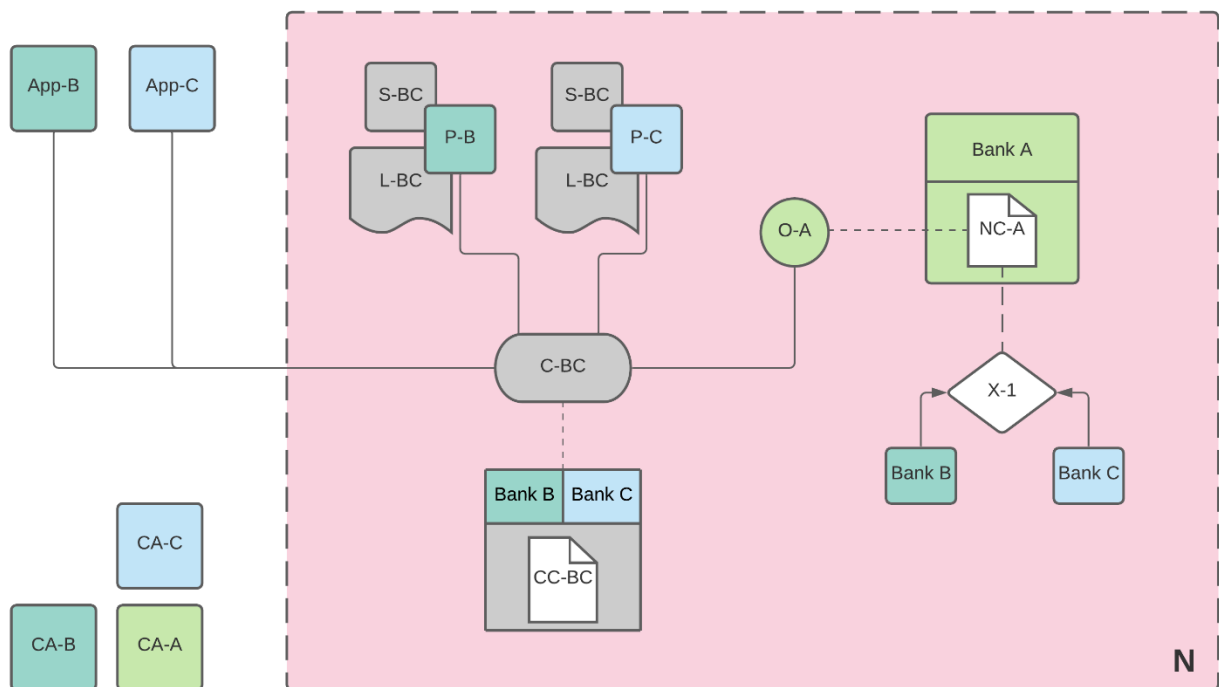 App-B
App-C
S-BC
P-B
L-BC
S-BC
P-C
L-BC
Bank A
NC-A
O-A
C-BC
X-1
Bank B
Bank C
Bank B
Bank C
CC-BC
CA-C
CA-B
CA-A
N